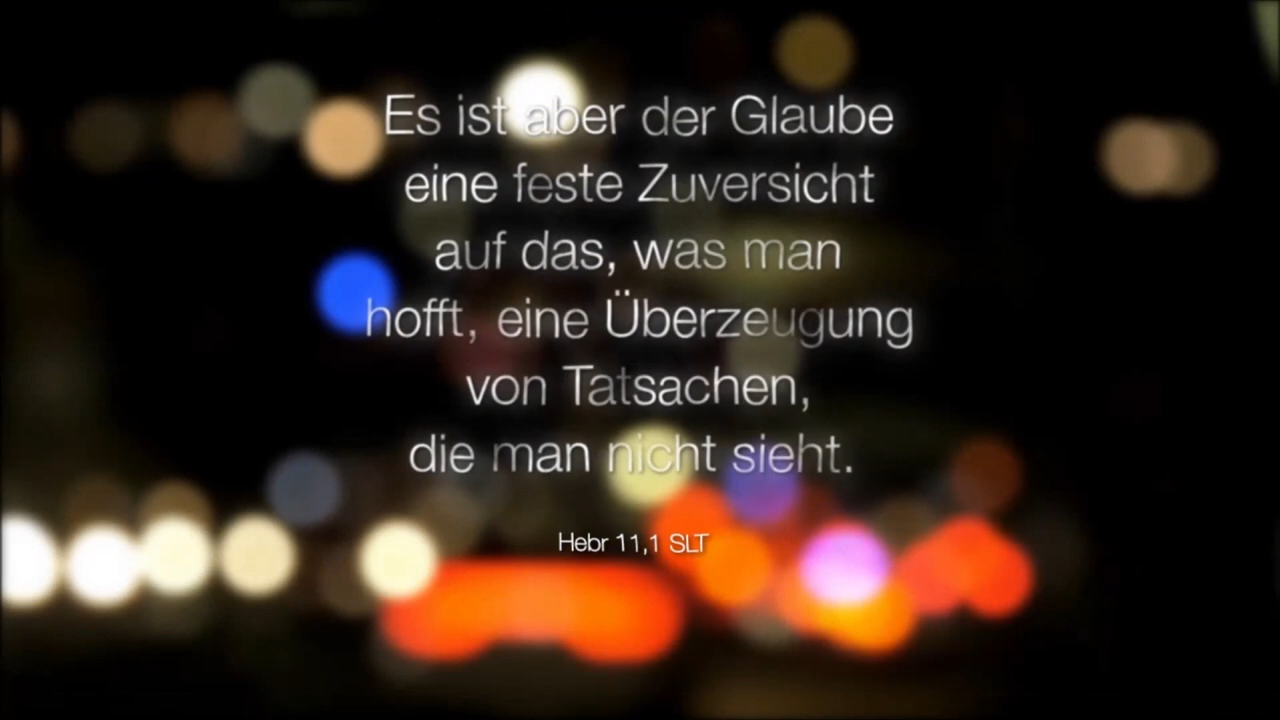 Es ist aber der Glaube
eine feste Zuversicht
auf das, was man
hofft, eine Überzeugung
von Tatsachen,
die man nicht sieht.
Hebr 11,1 SLT